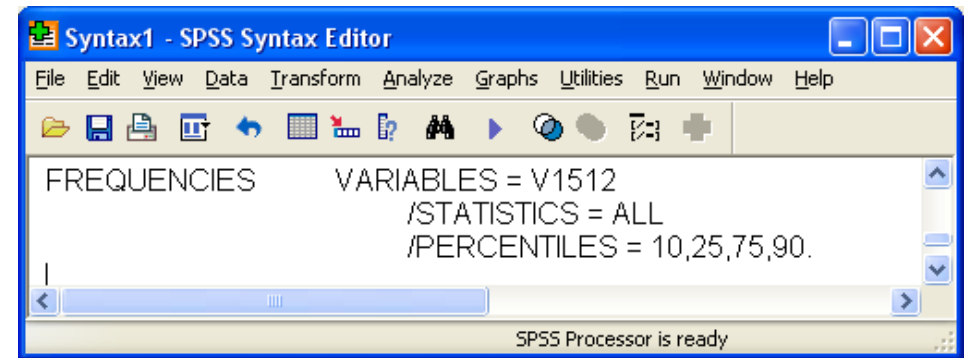 Syntax1 - SPSS Syntax Editor
File Edit View Data Transform Analyze Graphs Utilities Run Window Help
FREQUENCIES VARIABLES = V1512
/STATISTICS = ALL
/PERCENTILES = 10,25,75,90.
SPSS Processor is ready